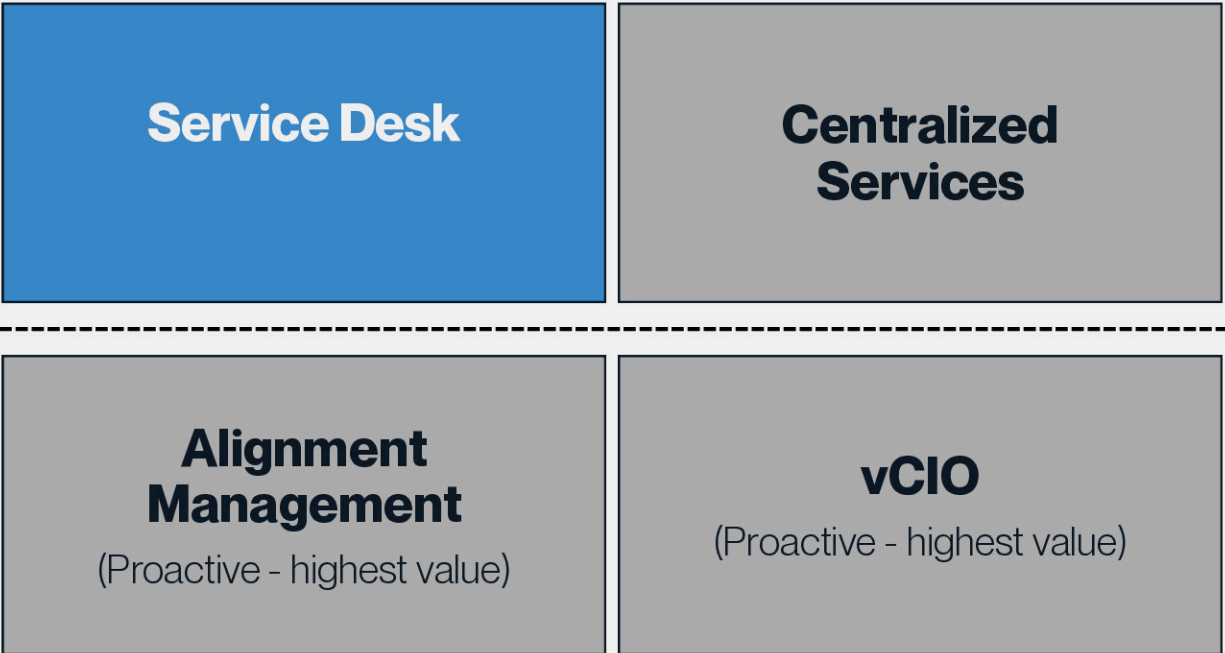 Service Desk
Centralized
Services
Alignment
Management
(Proactive - highest value)
vCIO
(Proactive - highest value)